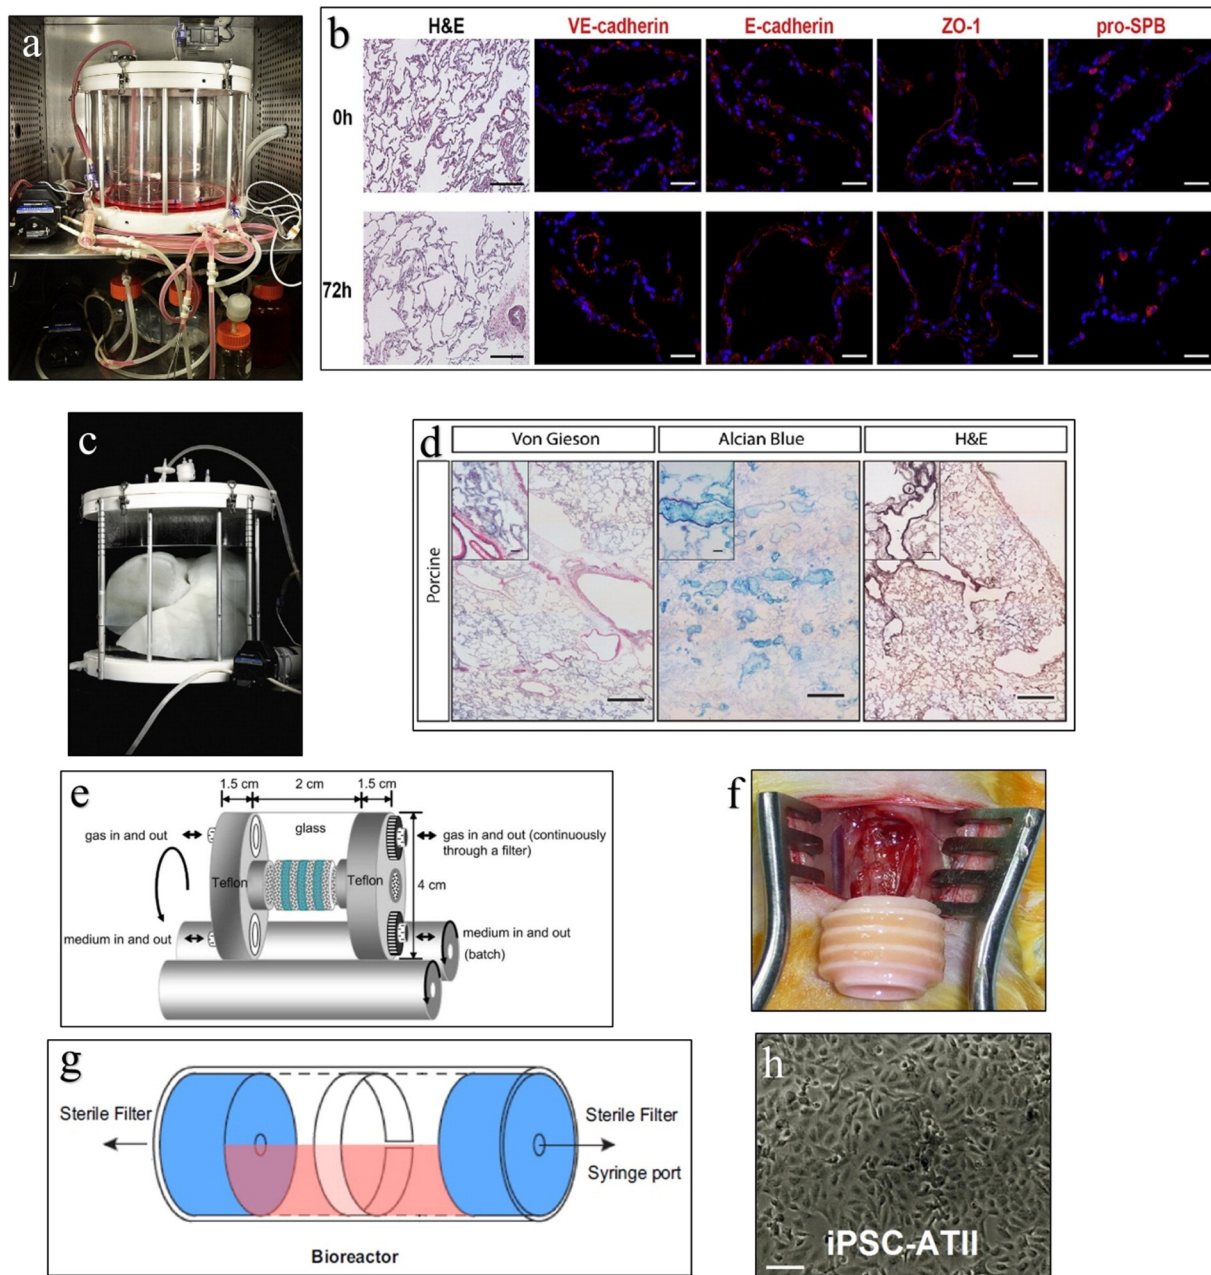 a
b
H&E
VE-cadherin
E-cadherin
ZO-1
pro-SPB
0h
72h
c
d
Von Gieson
Alcian Blue
H&E
Porcine
e
1.5 cm
2 cm
1.5 cm
gas in and out
glass
gas in and out (continuously
through a filter)
Teflon
Teflon
4 cm
medium in and out
medium in and out
(batch)
f
g
Sterile Filter
Sterile Filter
Syringe port
Bioreactor
h
iPSC-ATII